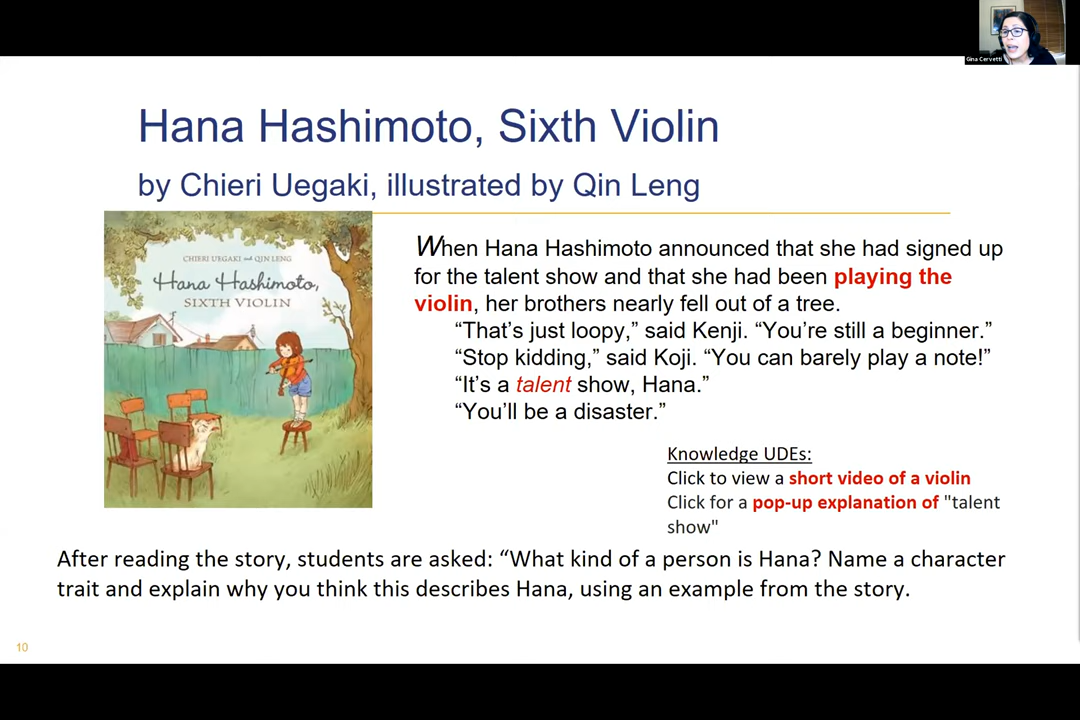 Gina Cervetti
Hana Hashimoto, Sixth Violin
by Chieri Uegaki, illustrated by Qin Leng
CHIERI UEGAKI and QIN LENG
Hana Hashimoto,
SIXTH VIOLIN
When Hana Hashimoto announced that she had signed up
for the talent show and that she had been playing the
violin, her brothers nearly fell out of a tree.
“That’s just loopy,” said Kenji. “You’re still a beginner.”
“Stop kidding,” said Koji. “You can barely play a note!”
“It’s a talent show, Hana.”
“You’ll be a disaster.”
Knowledge UDEs:
Click to view a short video of a violin
Click for a pop-up explanation of "talent
show"
After reading the story, students are asked: “What kind of a person is Hana? Name a character
trait and explain why you think this describes Hana, using an example from the story.
10